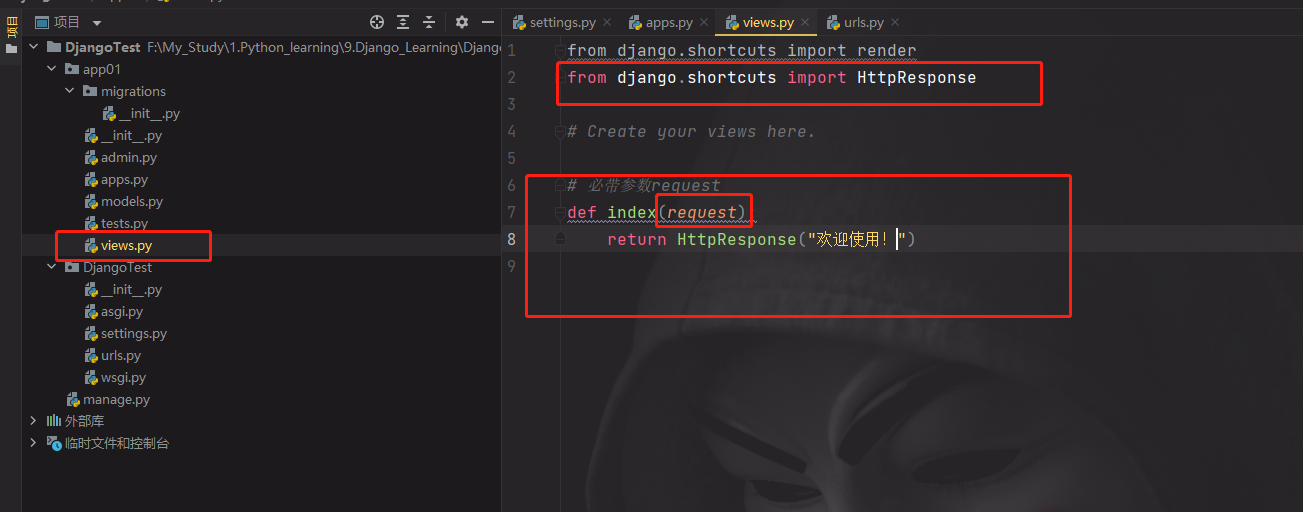 项目
项目
settings.py
apps.py
views.py
urls.py
DjangoTest F:\My_Study\1.Python_learning\9.Django_Learning\Django
app01
migrations
__init__.py
__init__.py
admin.py
apps.py
models.py
tests.py
views.py
DjangoTest
__init__.py
asgi.py
settings.py
urls.py
wsgi.py
manage.py
外部库
临时文件和控制台
1 from django.shortcuts import render
2 from django.shortcuts import HttpResponse
3
4 # Create your views here.
5
6 # 必带参数request
7 def index(request)
8 return HttpResponse("欢迎使用！")
9